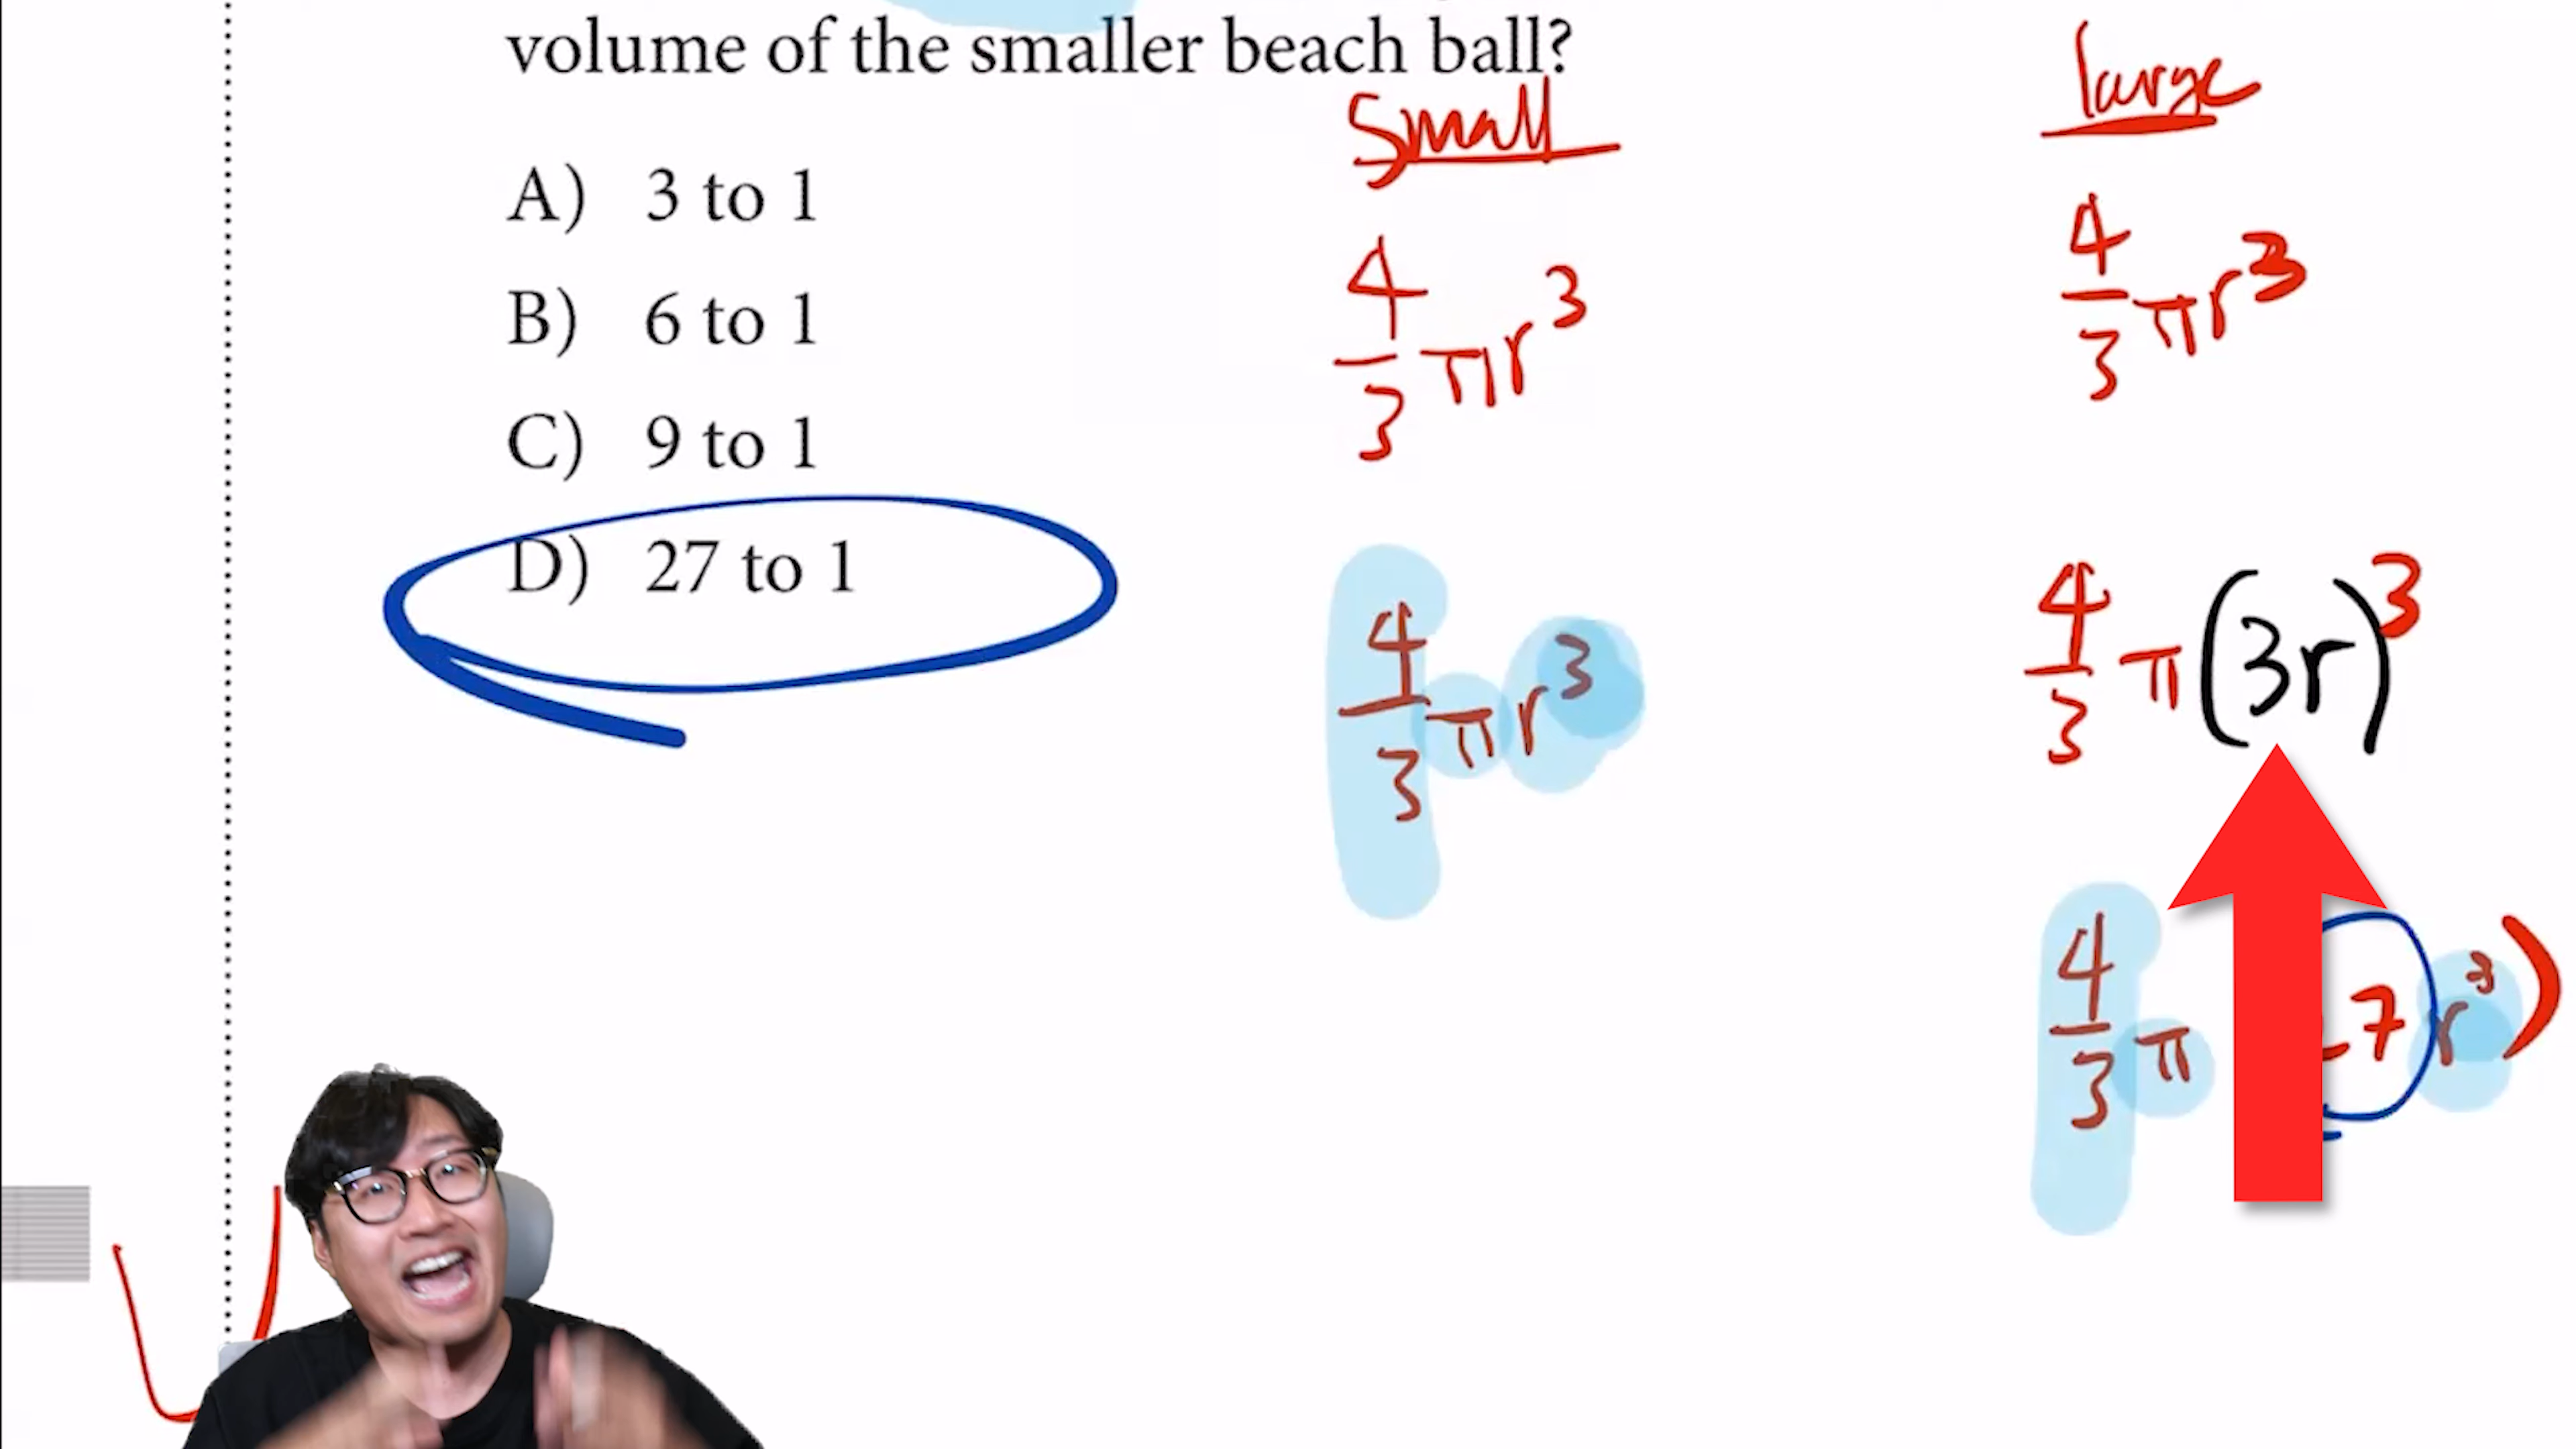 volume of the smaller beach ball?
A) 3 to 1
B) 6 to 1
C) 9 to 1
D) 27 to 1
small
4/3 πr³
4/3 πr³
large
4/3 πr³
4/3 π(3r)³
4/3 π 7 r³)